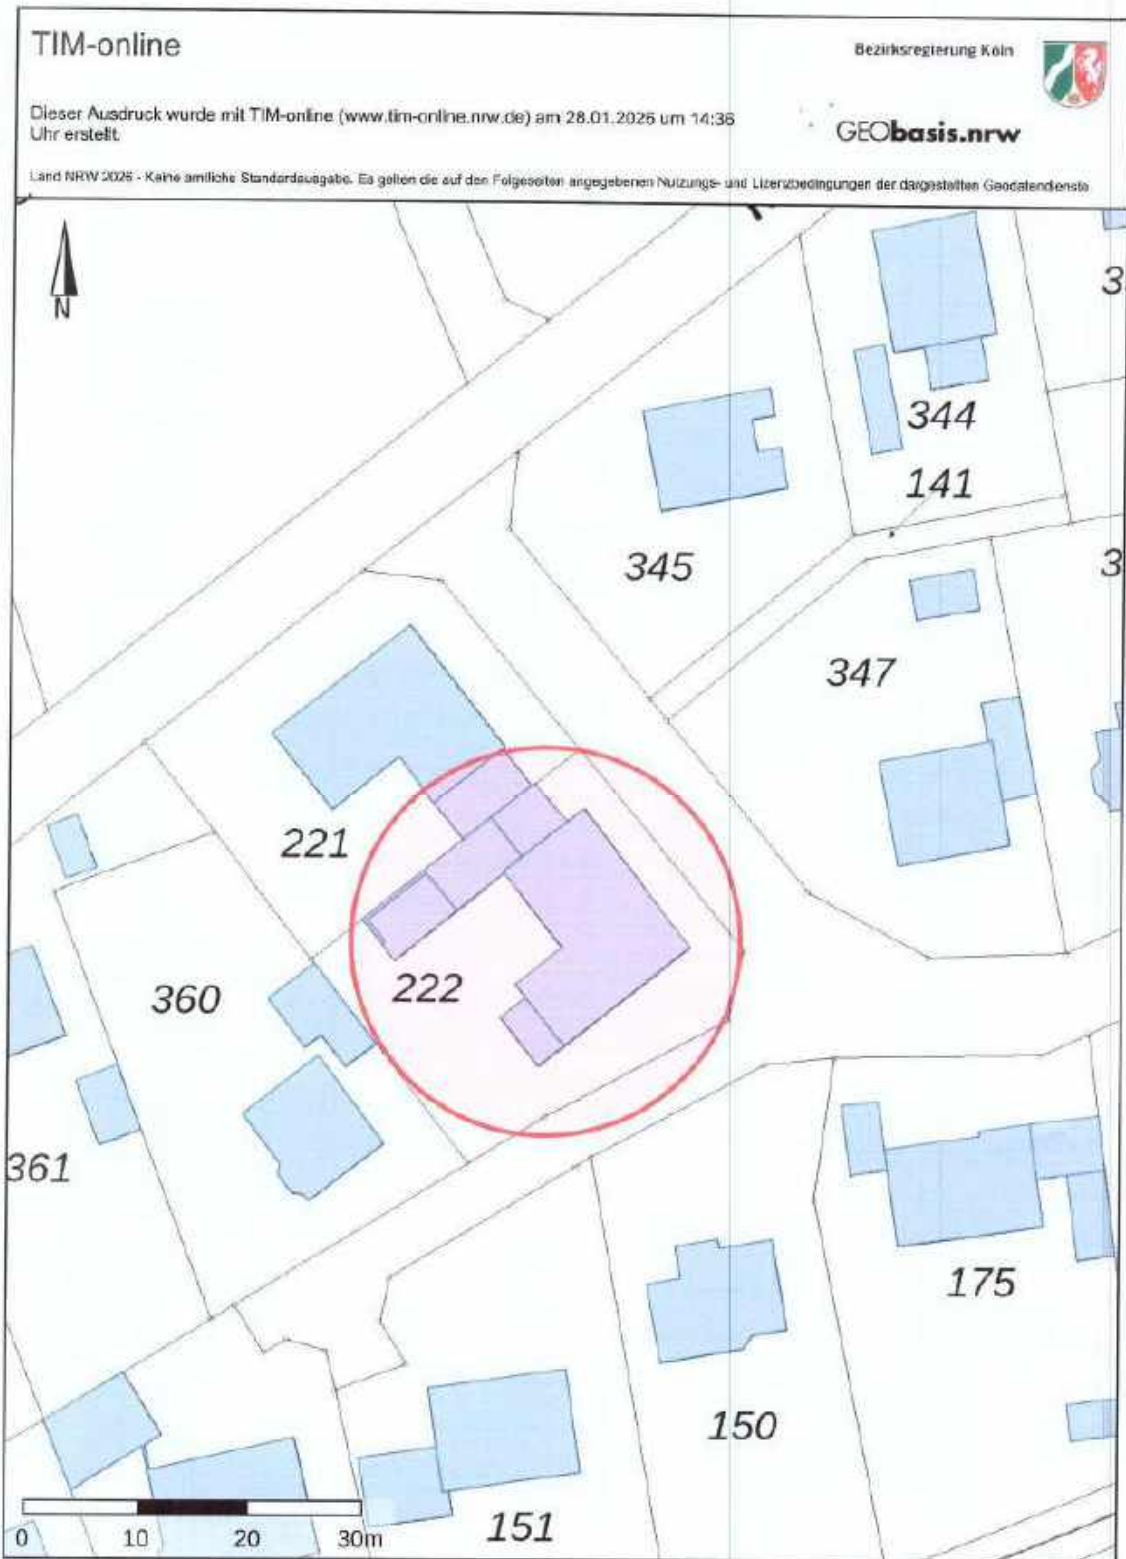 TIM-online
Bezirksregierung Köln
Dieser Ausdruck wurde mit TIM-online (www.tim-online.nrw.de) am 28.01.2026 um 14:36
Uhr erstellt.
GEObasis.nrw
Land NRW 2026 - Keine amtliche Standardausgabe. Es gelten die auf den Folgeseiten angegebenen Nutzungs- und Lizenzbedingungen der dargestellten Geodatendienste
N
3
344
141
345
3
347
221
222
360
361
175
150
151
0 10 20 30m